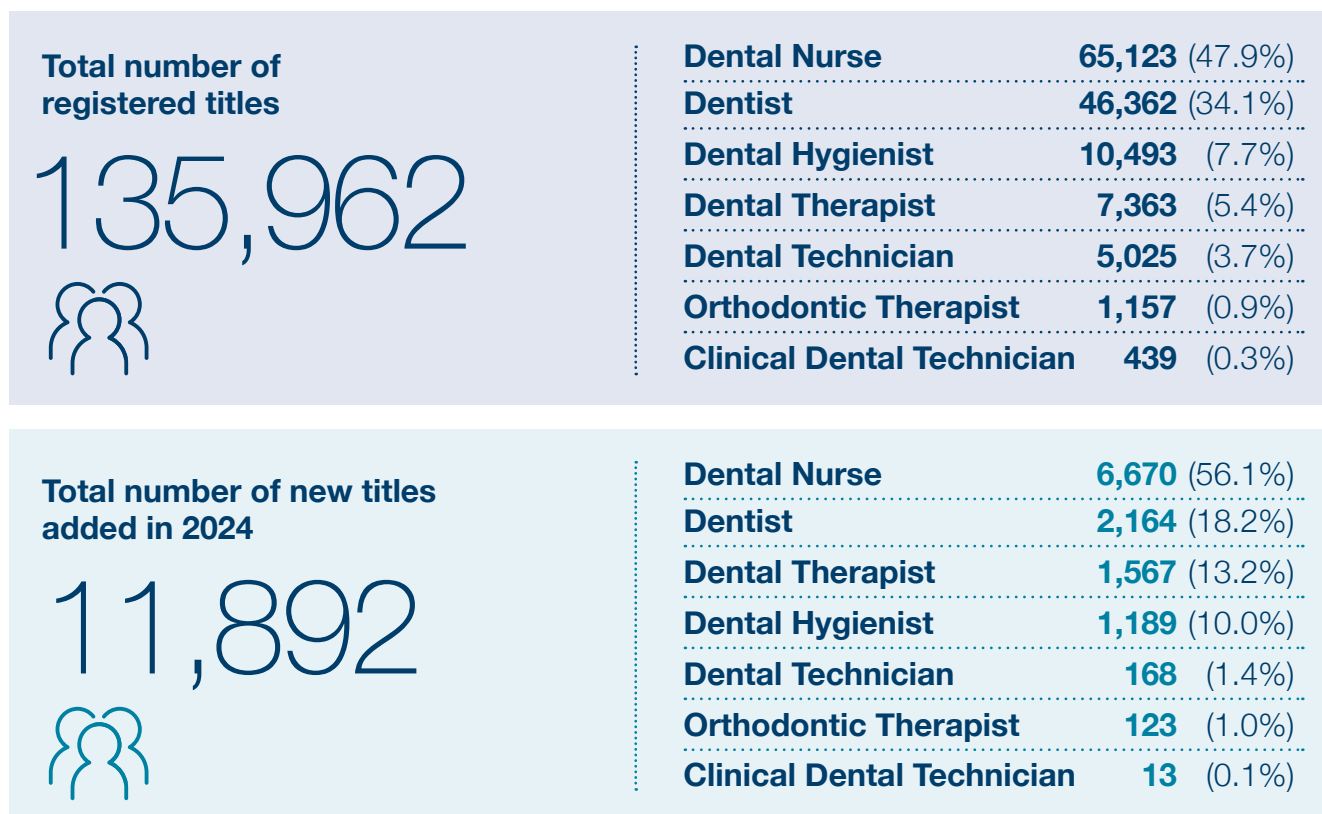 Total number of
registered titles
135,962
Dental Nurse 65,123 (47.9%)
Dentist 46,362 (34.1%)
Dental Hygienist 10,493 (7.7%)
Dental Therapist 7,363 (5.4%)
Dental Technician 5,025 (3.7%)
Orthodontic Therapist 1,157 (0.9%)
Clinical Dental Technician 439 (0.3%)
Total number of new titles
added in 2024
11,892
Dental Nurse 6,670 (56.1%)
Dentist 2,164 (18.2%)
Dental Therapist 1,567 (13.2%)
Dental Hygienist 1,189 (10.0%)
Dental Technician 168 (1.4%)
Orthodontic Therapist 123 (1.0%)
Clinical Dental Technician 13 (0.1%)